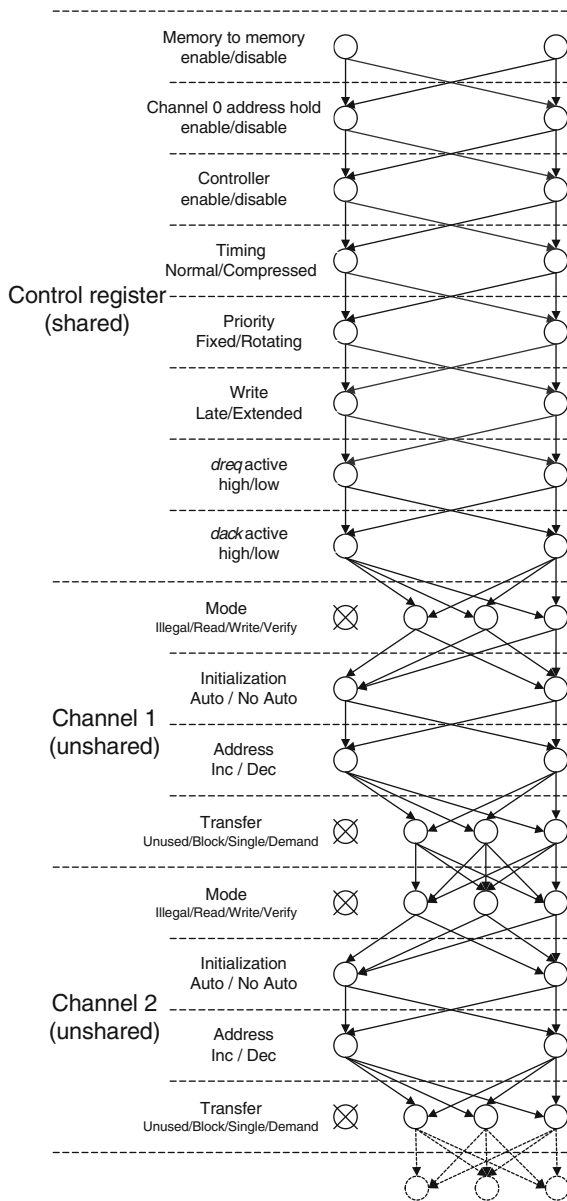 Memory to memory
enable/disable
Channel 0 address hold
enable/disable
Controller
enable/disable
Timing
Normal/Compressed
Control register
(shared)
Priority
Fixed/Rotating
Write
Late/Extended
dreq active
high/low
dack active
high/low
Mode
Illegal/Read/Write/Verify
Initialization
Auto / No Auto
Channel 1
(unshared)
Address
Inc / Dec
Transfer
Unused/Block/Single/Demand
Mode
Illegal/Read/Write/Verify
Initialization
Auto / No Auto
Channel 2
(unshared)
Address
Inc / Dec
Transfer
Unused/Block/Single/Demand